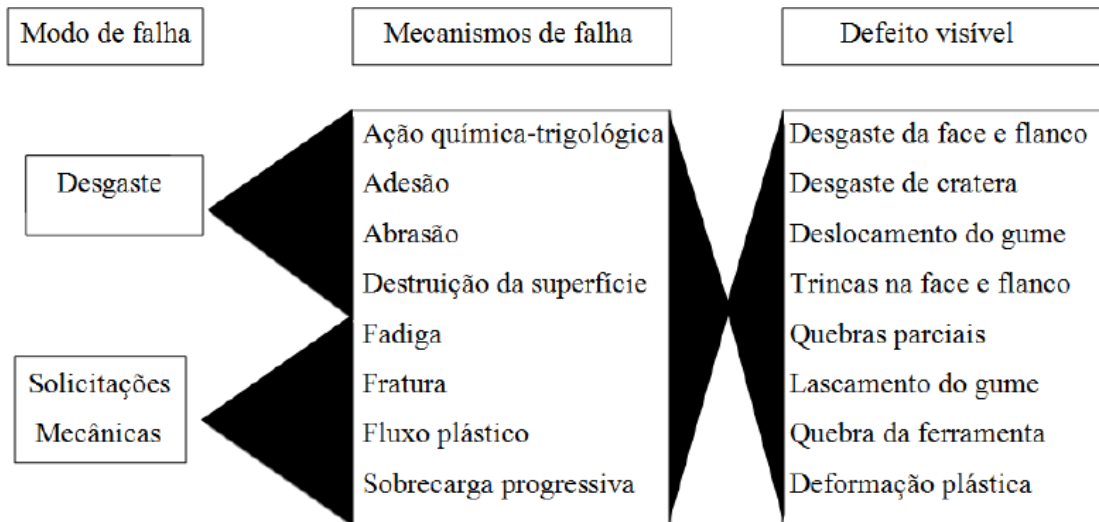 Modo de falha
Mecanismos de falha
Defeito visível
Desgaste
Solicitações
Mecânicas
Ação química-trigológica
Adesão
Abrasão
Destruição da superfície
Fadiga
Fratura
Fluxo plástico
Sobrecarga progressiva
Desgaste da face e flanco
Desgaste de cratera
Deslocamento do gume
Trincas na face e flanco
Quebras parciais
Lascamento do gume
Quebra da ferramenta
Deformação plástica